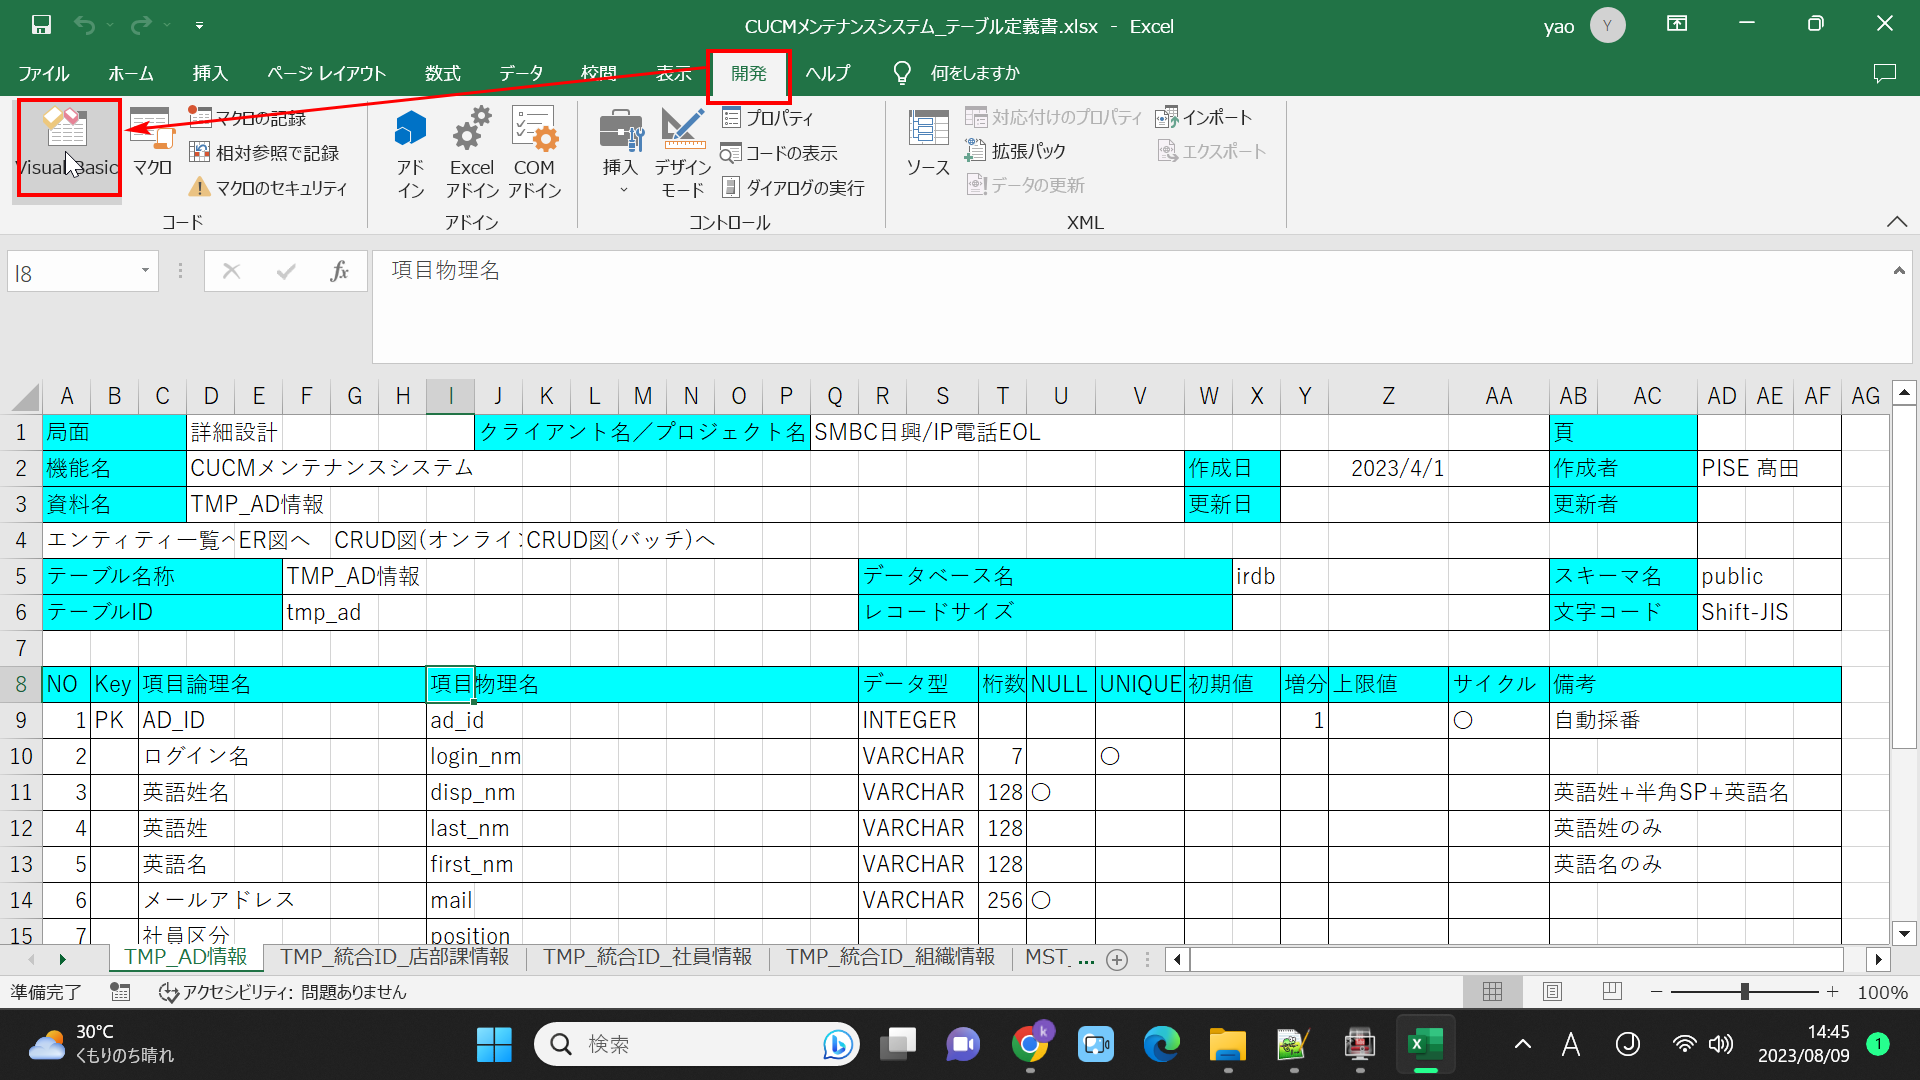 CUCMメンテナンスシステム_テーブル定義書.xlsx - Excel
yao
Y
ファイル ホーム 挿入 ページ レイアウト 数式 データ 校閲 表示 開発 ヘルプ 何をしますか
Visual Basic
マクロ
マクロの記録
相対参照で記録
マクロのセキュリティ
コード
アド
イン
Excel
アドイン
COM
アドイン
アドイン
挿入
デザイン
モード
プロパティ
コードの表示
ダイアログの実行
コントロール
ソース
対応付けのプロパティ
拡張パック
データの更新
インポート
エクスポート
XML
I8
fx
項目物理名
A B C D E F G H I J K L M N O P Q R S T U V W X Y Z AA AB AC AD AE AF AG
1 局面 詳細設計 クライアント名／プロジェクト名 SMBC日興/IP電話EOL 頁
2 機能名 CUCMメンテナンスシステム 作成日 2023/4/1 作成者 PISE 髙田
3 資料名 TMP_AD情報 更新日 更新者
4 エンティティ一覧へ ER図へ CRUD図(オンライン CRUD図(バッチ)へ
5 テーブル名称 TMP_AD情報 データベース名 irdb スキーマ名 public
6 テーブルID tmp_ad レコードサイズ 文字コード Shift-JIS
7
8 NO Key 項目論理名 項目物理名 データ型 桁数 NULL UNIQUE 初期値 増分 上限値 サイクル 備考
9 1 PK AD_ID ad_id INTEGER 1 ○ 自動採番
10 2 ログイン名 login_nm VARCHAR 7 ○
11 3 英語姓名 disp_nm VARCHAR 128 ○ 英語姓+半角SP+英語名
12 4 英語姓 last_nm VARCHAR 128 英語姓のみ
13 5 英語名 first_nm VARCHAR 128 英語名のみ
14 6 メールアドレス mail VARCHAR 256 ○
15 7 社員区分 position
TMP_AD情報 TMP_統合ID_店部課情報 TMP_統合ID_社員情報 TMP_統合ID_組織情報 MST_ ...
準備完了 アクセシビリティ: 問題ありません 100%
30°C
くもりのち晴れ
検索
k
A
J
14:45
2023/08/09
1